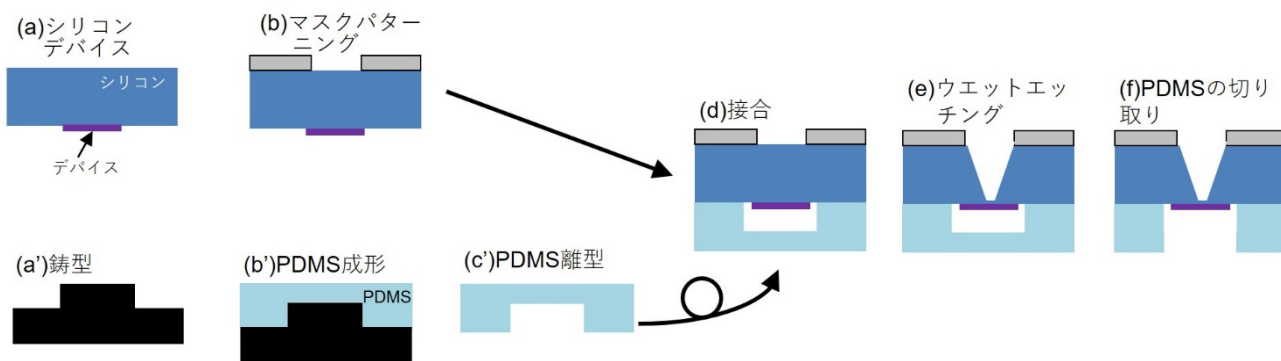 (a)シリコン
デバイス
シリコン
デバイス
(b)マスクパター
ニング
(d)接合
(e)ウエットエッ
チング
(f)PDMSの切り
取り
(a')鋳型
(b')PDMS成形
PDMS
(c')PDMS離型